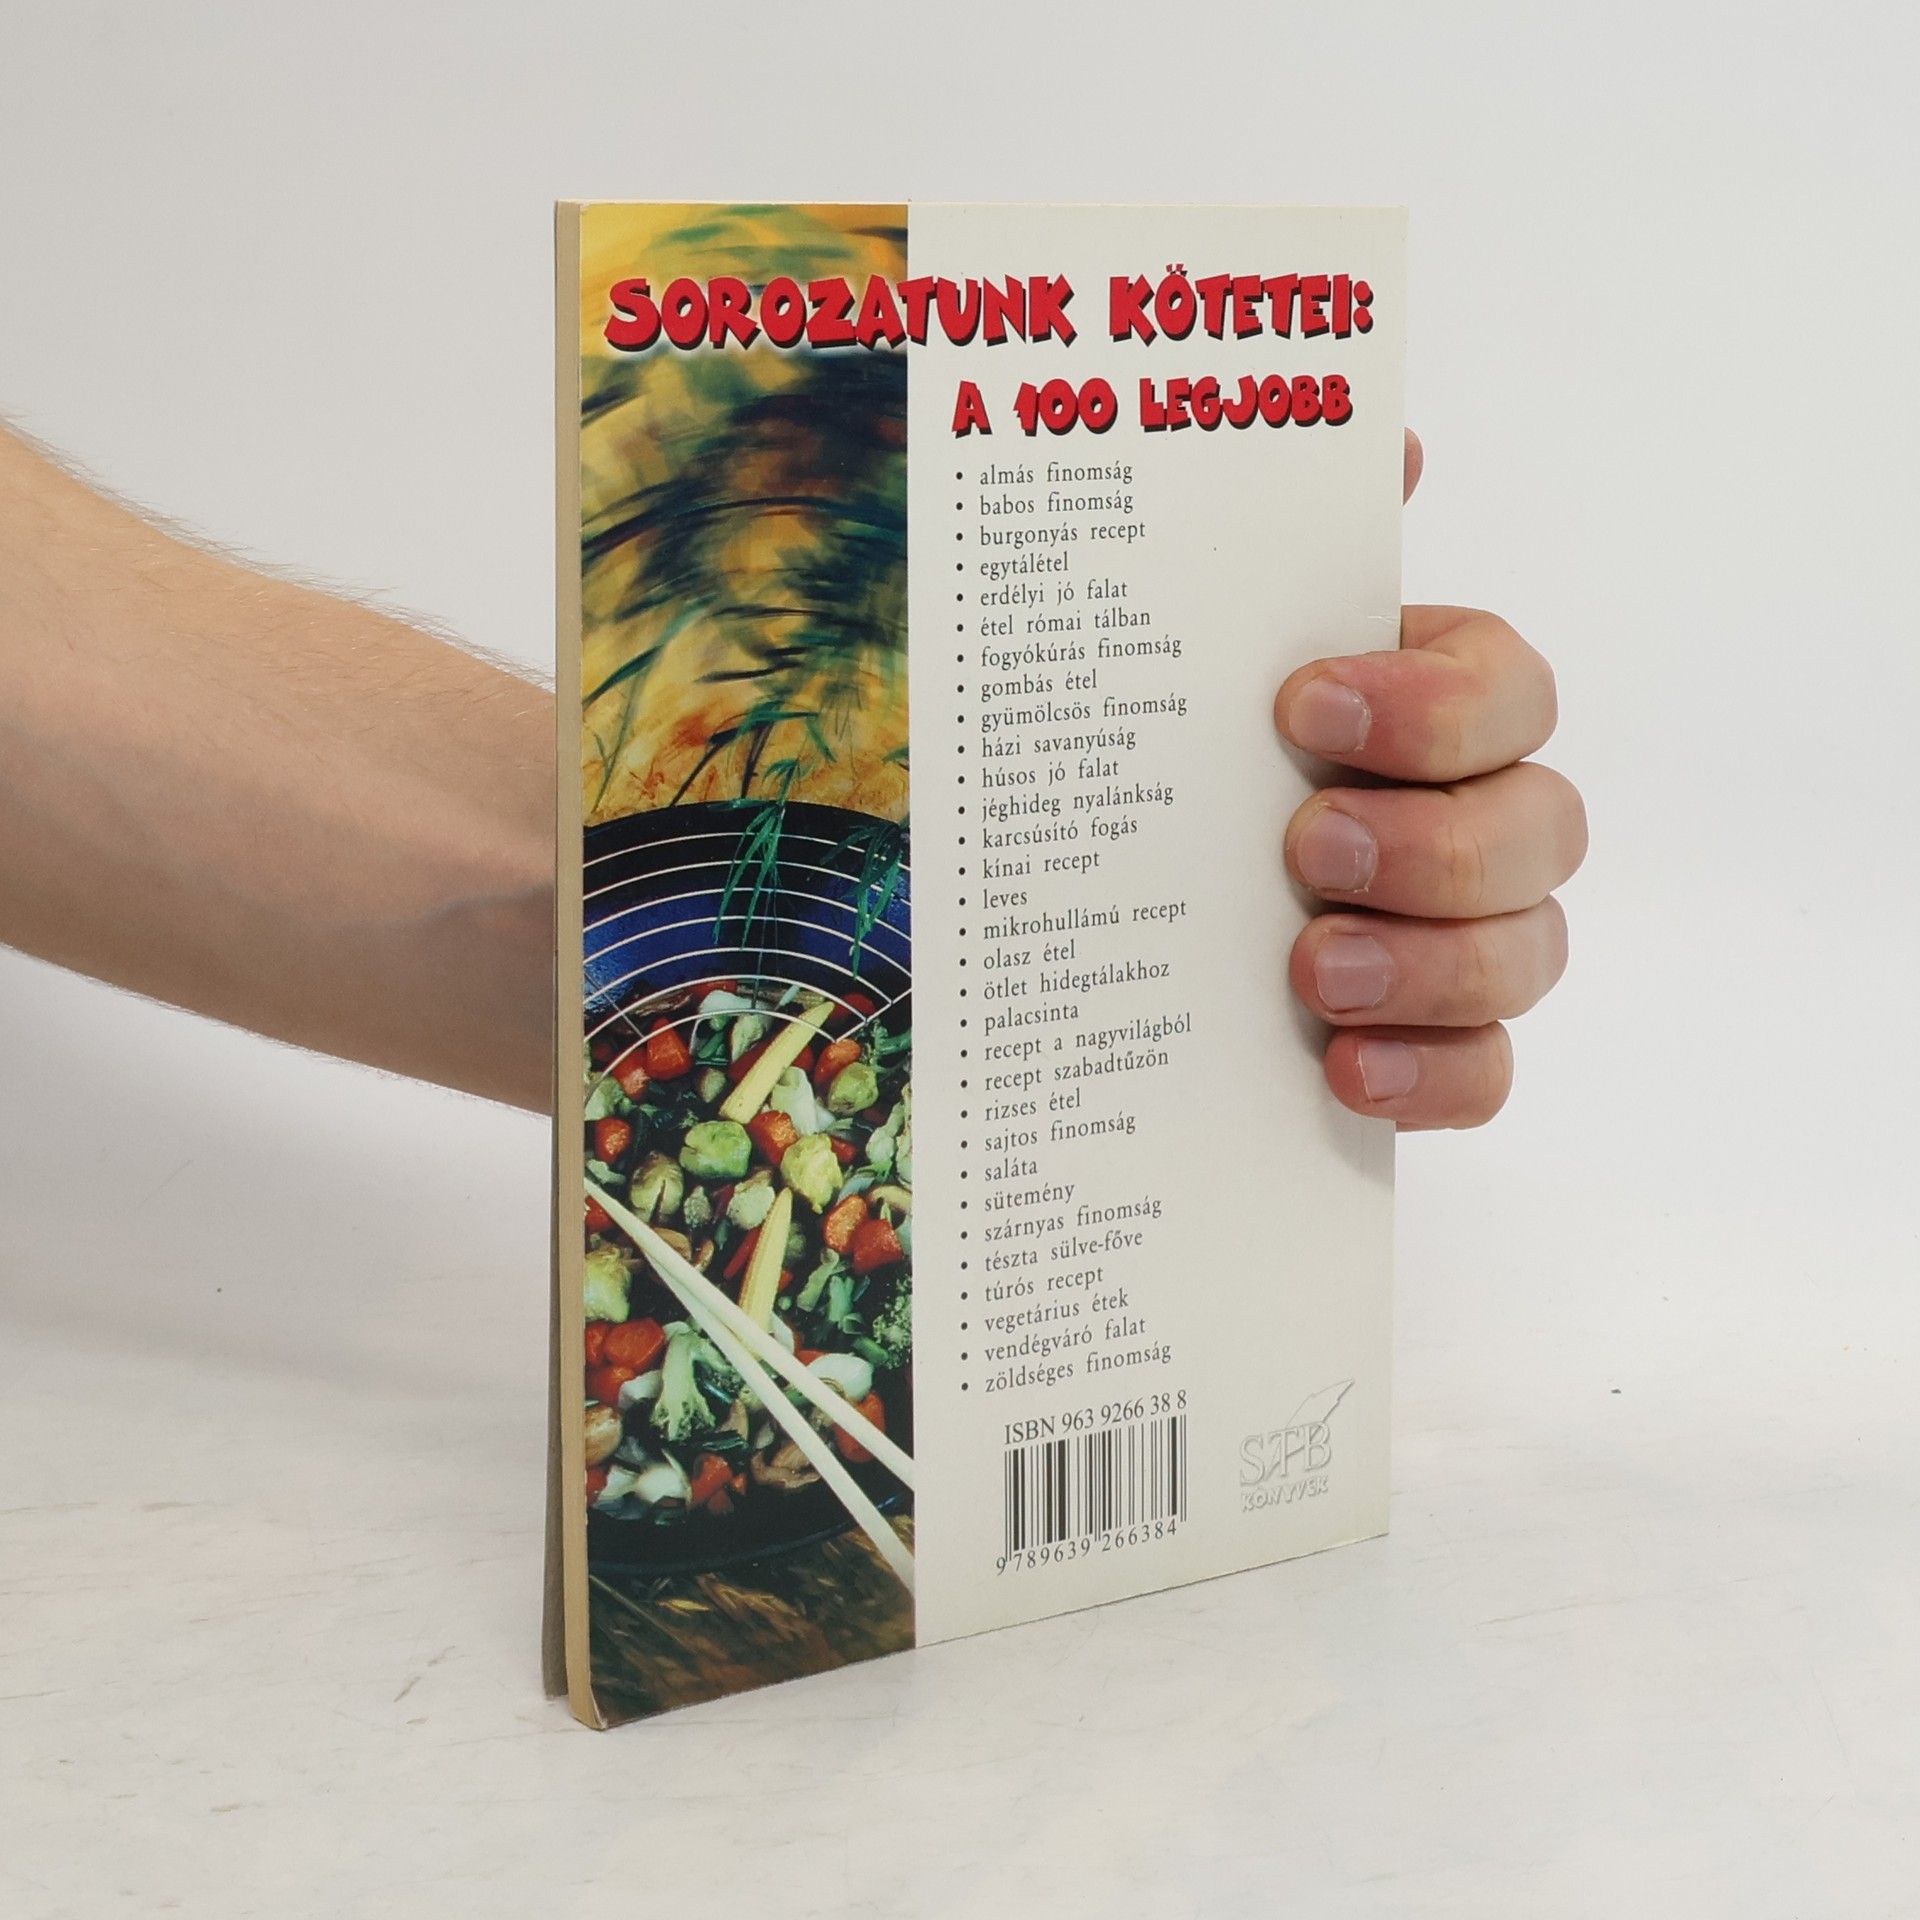 SOROZATUNK KÖTETEI:
A 100 LEGJOBB
• almás finomság
• babos finomság
• burgonyás recept
• egytálétel
• erdélyi jó falat
• étel római tálban
• fogyókúrás finomság
• gombás étel
• gyümölcsös finomság
• házi savanyúság
• húsos jó falat
• jéghideg nyalánkság
• karcsúsító fogás
• kínai recept
• leves
• mikrohullámú recept
• olasz étel
• ötlet hidegtálakhoz
• palacsinta
• recept a nagyvilágból
• recept szabadtűzön
• rizses étel
• sajtos finomság
• saláta
• sütemény
• szárnyas finomság
• tészta sülve-főve
• túrós recept
• vegetárius étek
• vendégváró falat
• zöldséges finomság
ISBN 963 9266 38 8
9 789639 266384
STB
KÖNYVEK